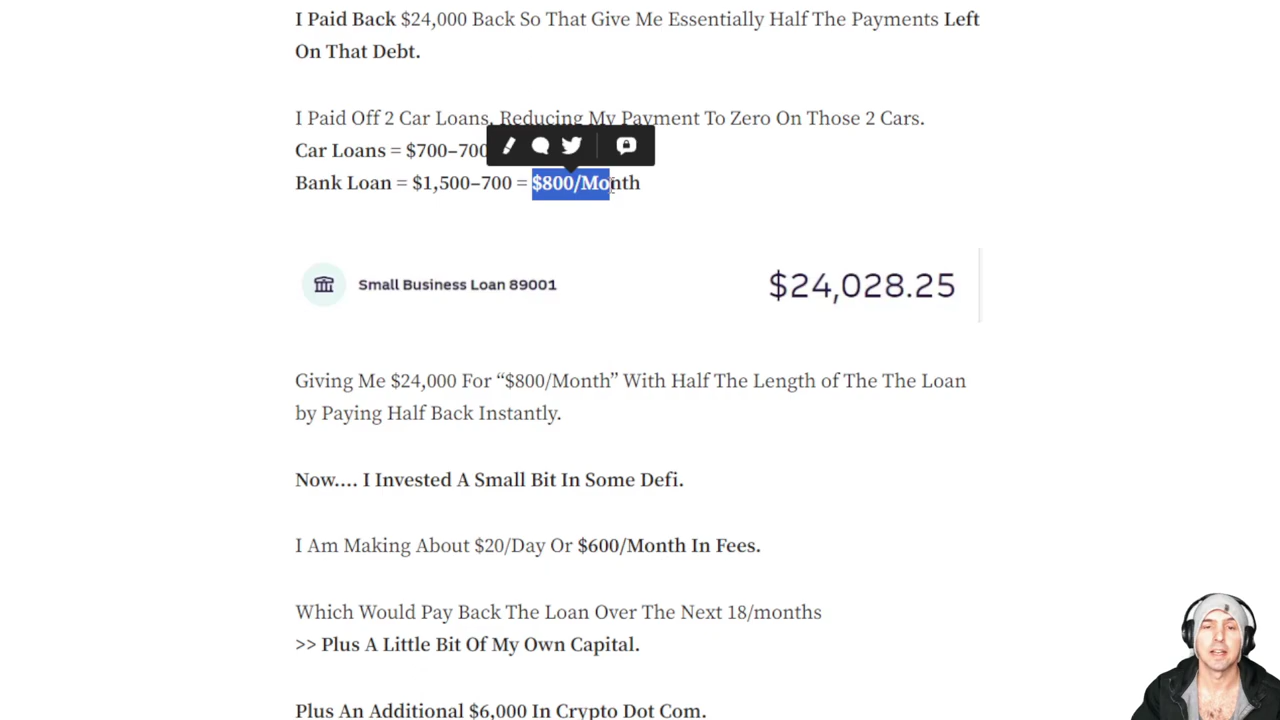 I Paid Back $24,000 Back So That Give Me Essentially Half The Payments Left
On That Debt.
I Paid Off 2 Car Loans, Reducing My Payment To Zero On Those 2 Cars.
Car Loans = $700–700
Bank Loan = $1,500–700 = $800/Month
Small Business Loan 89001
$24,028.25
Giving Me $24,000 For “$800/Month” With Half The Length of The The Loan
by Paying Half Back Instantly.
Now.... I Invested A Small Bit In Some Defi.
I Am Making About $20/Day Or $600/Month In Fees.
Which Would Pay Back The Loan Over The Next 18/months
>> Plus A Little Bit Of My Own Capital.
Plus An Additional $6,000 In Crypto Dot Com.